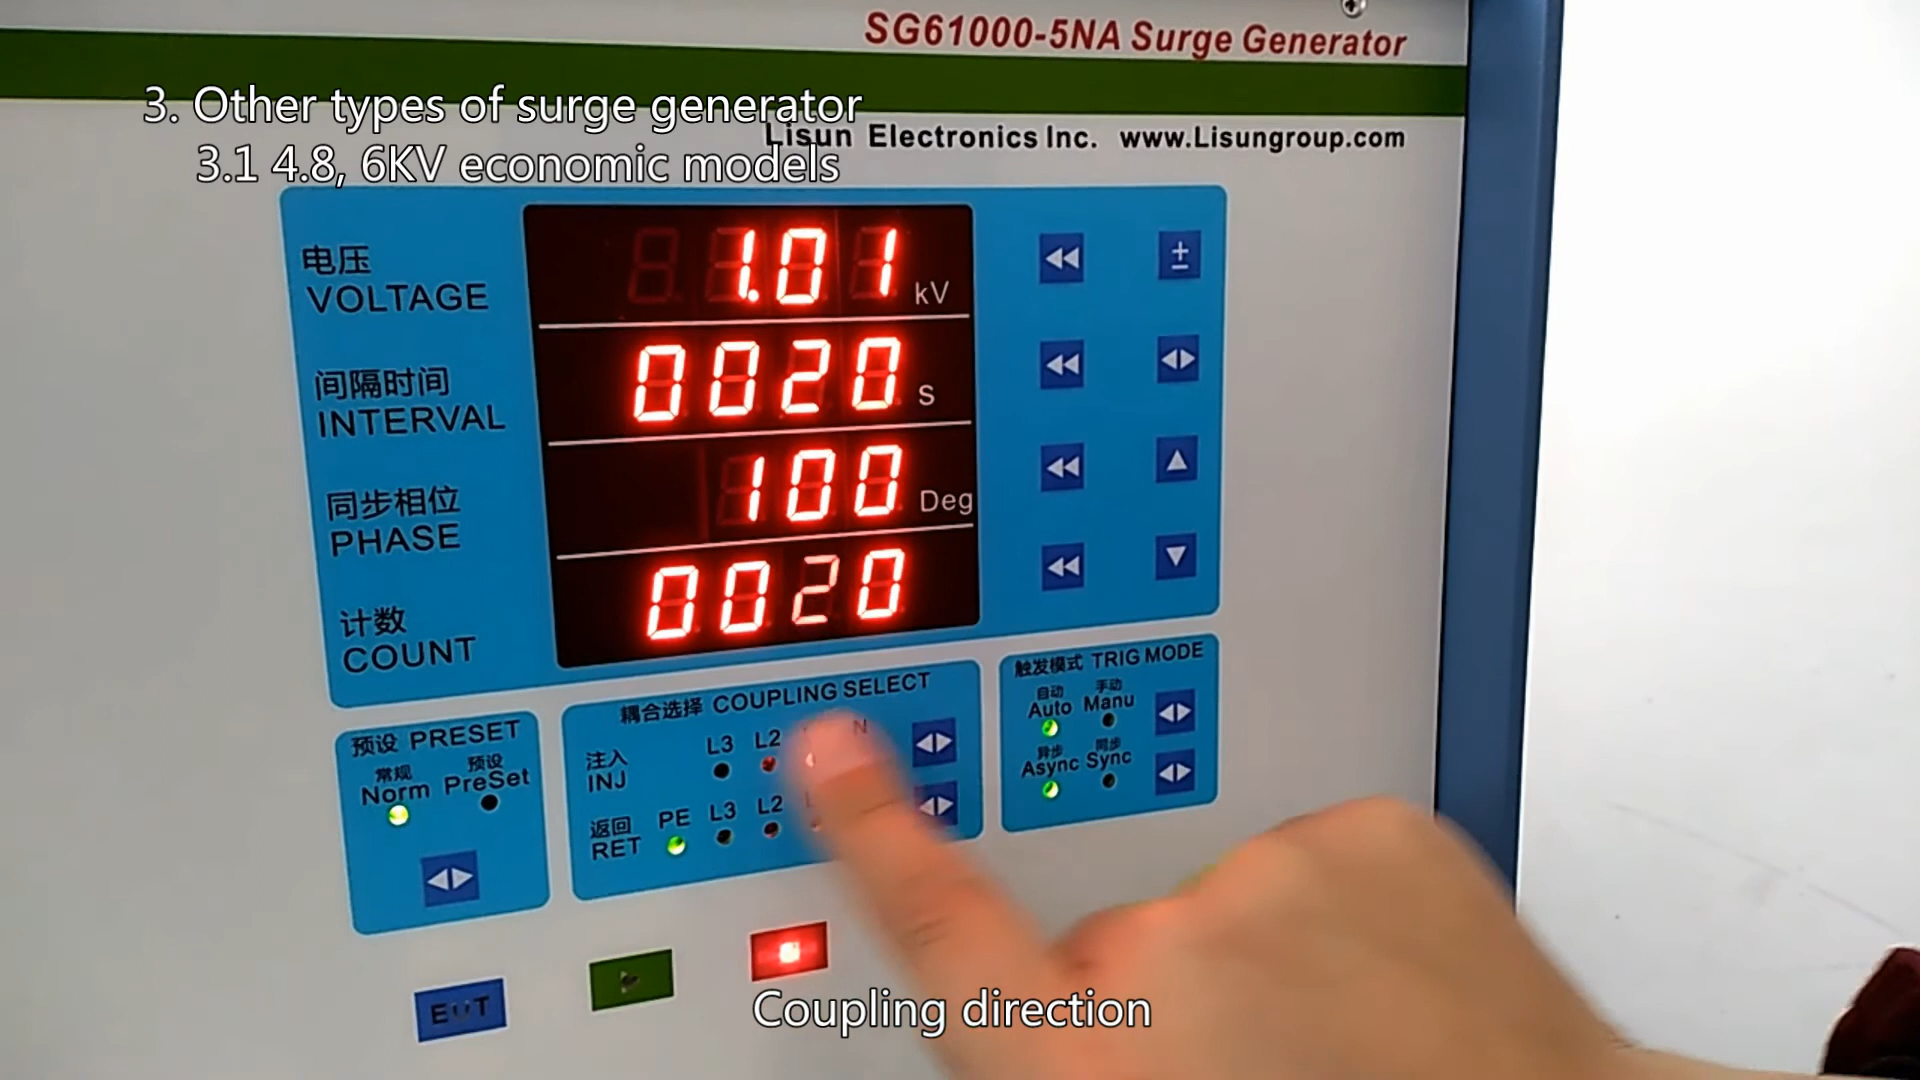 SG61000-5NA Surge Generator
3. Other types of surge generator
3.1 4.8, 6KV economic models
Lisun Electronics Inc. www.Lisungroup.com
电压
VOLTAGE
1.01 kV
间隔时间
INTERVAL
0020 S
同步相位
PHASE
100 Deg
计数
COUNT
0020
±
预设 PRESET
常规 预设
Norm PreSet
耦合选择 COUPLING SELECT
注入 L3 L2 N
INJ
返回 PE L3 L2
RET
触发模式 TRIG MODE
自动 手动
Auto Manu
异步 同步
Async Sync
EUT
Coupling direction